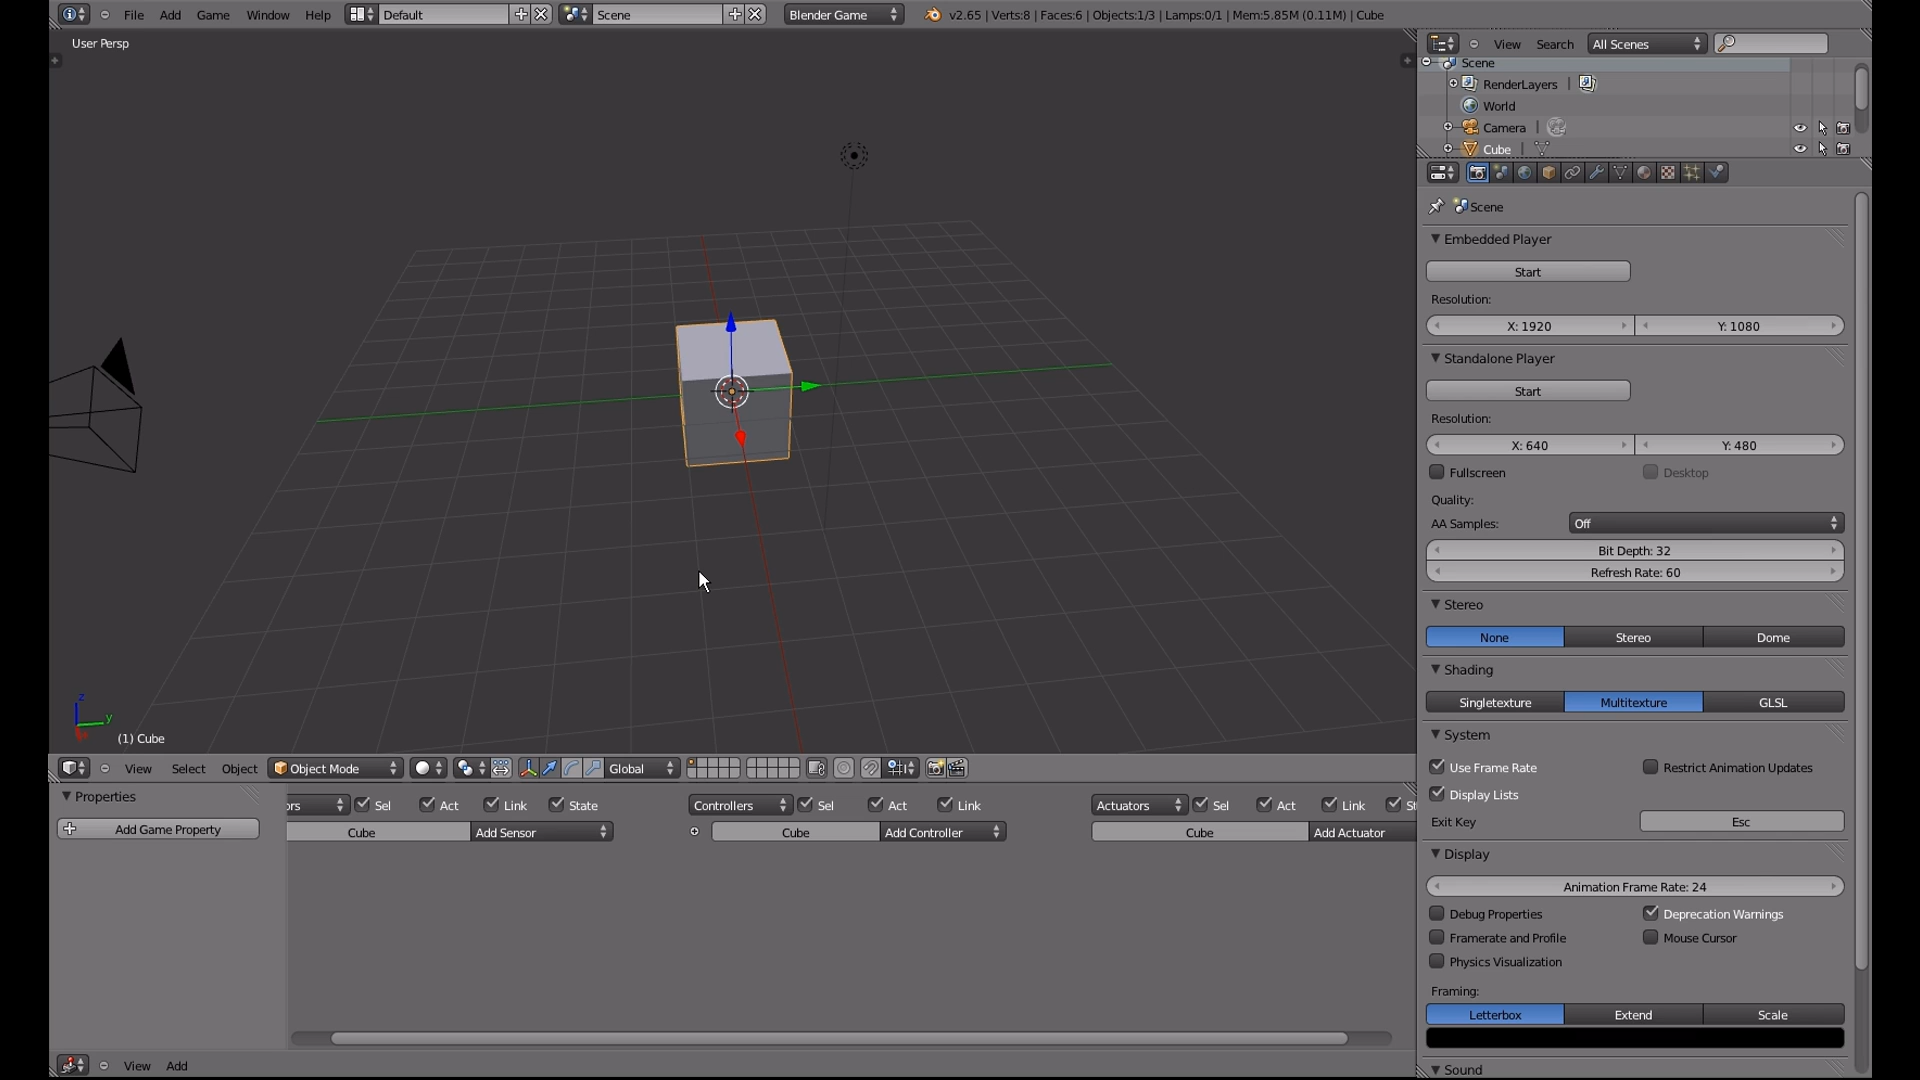 File Add Game Window Help Default Scene Blender Game v2.65 | Verts:8 | Faces:6 | Objects:1/3 | Lamps:0/1 | Mem:5.85M (0.11M) | Cube
User Persp
z
y
(1) Cube
View Select Object Object Mode Global
Properties
Add Game Property
ors Sel Act Link State Controllers Sel Act Link Actuators Sel Act Link St
Cube Add Sensor Cube Add Controller Cube Add Actuator
View Add
View Search All Scenes
Scene
RenderLayers |
World
Camera |
Cube |
Scene
Embedded Player
Start
Resolution:
X: 1920 Y: 1080
Standalone Player
Start
Resolution:
X: 640 Y: 480
Fullscreen Desktop
Quality:
AA Samples: Off
Bit Depth: 32
Refresh Rate: 60
Stereo
None Stereo Dome
Shading
Singletexture Multitexture GLSL
System
Use Frame Rate Restrict Animation Updates
Display Lists
Exit Key Esc
Display
Animation Frame Rate: 24
Debug Properties Deprecation Warnings
Framerate and Profile Mouse Cursor
Physics Visualization
Framing:
Letterbox Extend Scale
Sound